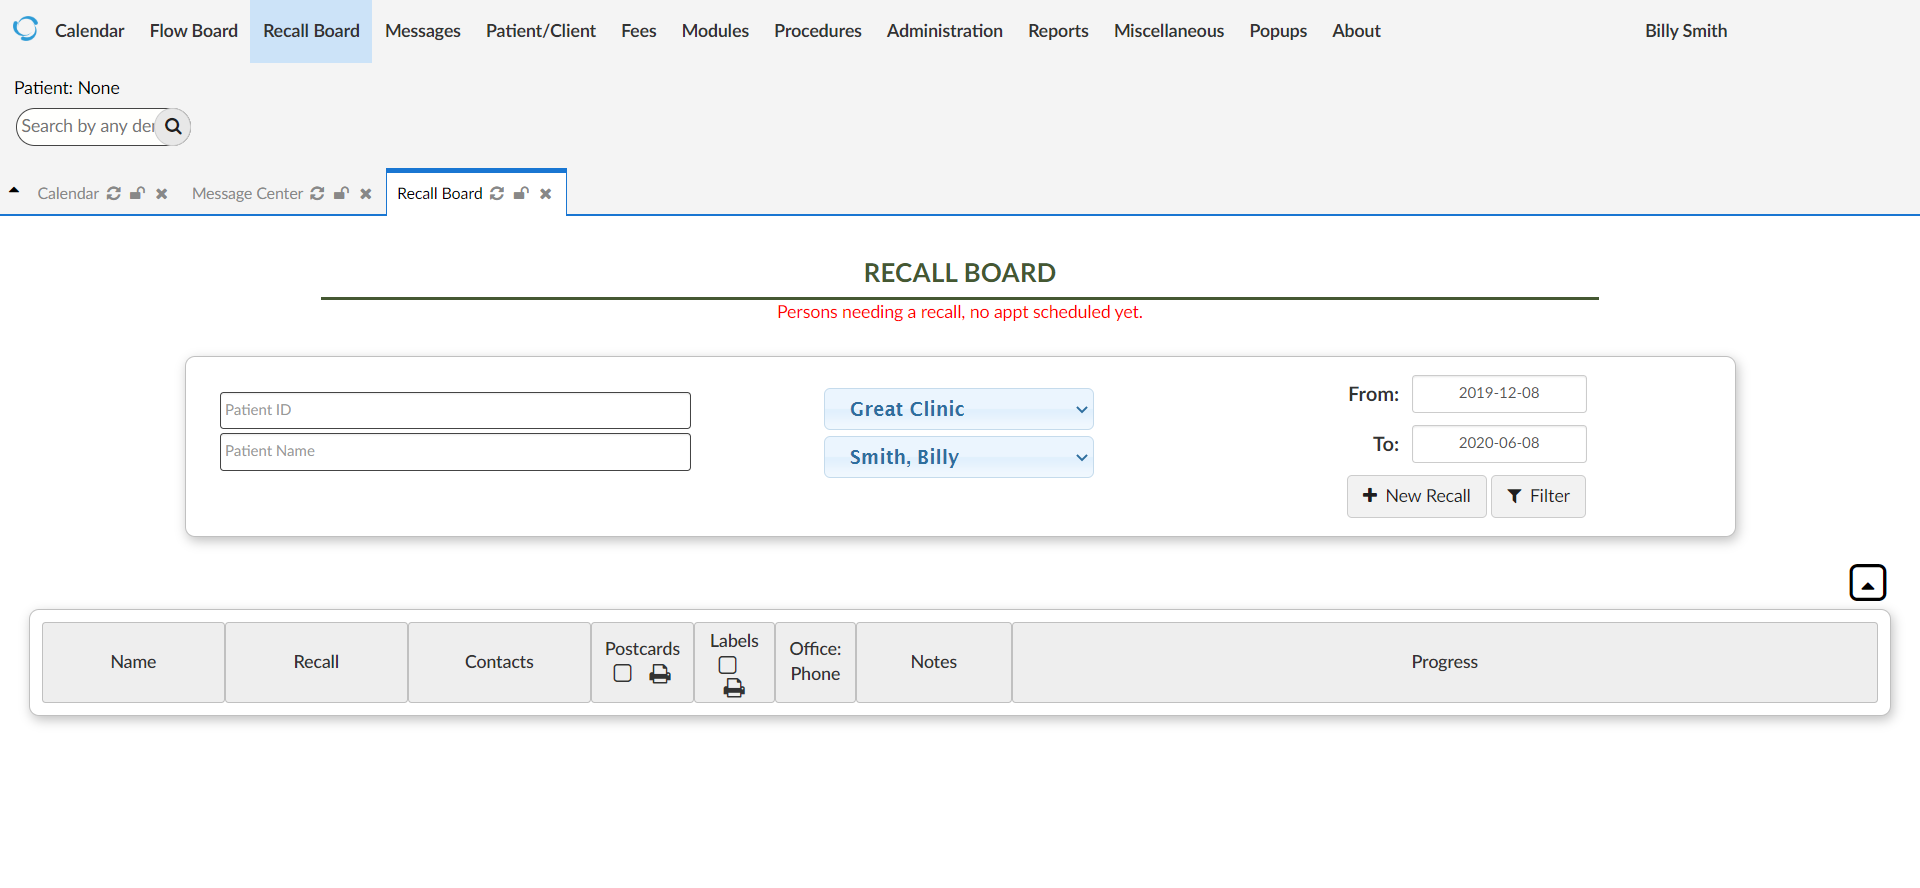 Calendar Flow Board Recall Board Messages Patient/Client Fees Modules Procedures Administration Reports Miscellaneous Popups About Billy Smith
Patient: None
Search by any der
Calendar Message Center Recall Board
RECALL BOARD
Persons needing a recall, no appt scheduled yet.
Patient ID
Patient Name
Great Clinic
Smith, Billy
From: 2019-12-08
To: 2020-06-08
New Recall Filter
Name Recall Contacts Postcards Labels Office: Phone Notes Progress